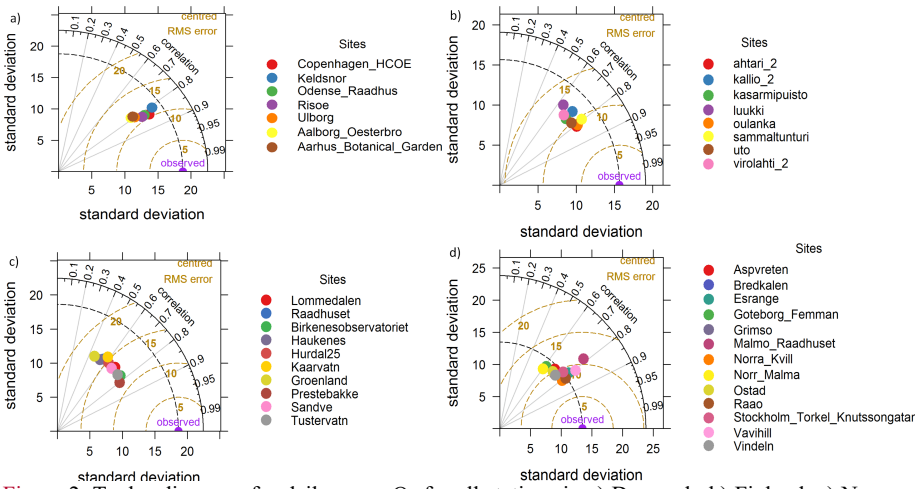 a)
centred
RMS error
0.1
0.2
0.3
0.4
0.5
0.6
correlation
0.7
0.8
0.9
0.95
0.99
20
15
10
5
observed
standard deviation
5
10
15
20
5
10
15
20
standard deviation
Sites
Copenhagen_HCOE
Keldsnor
Odense_Raadhus
Risoe
Ulborg
Aalborg_Oesterbro
Aarhus_Botanical_Garden
b)
centred
RMS error
0.1
0.2
0.3
0.4
0.5
0.6
correlation
0.7
0.8
0.9
0.95
0.99
15
10
5
observed
standard deviation
5
10
15
20
5
10
15
20
standard deviation
Sites
ahtari_2
kallio_2
kasarmipuisto
luukki
oulanka
sammaltunturi
uto
virolahti_2
c)
centred
RMS error
0.1
0.2
0.3
0.4
0.5
0.6
correlation
0.7
0.8
0.9
0.95
0.99
20
15
10
5
observed
standard deviation
5
10
15
20
5
10
15
20
standard deviation
Sites
Lommedalen
Raadhuset
Birkenesobservatoriet
Haukenes
Hurdal25
Kaarvatn
Groenland
Prestebakke
Sandve
Tustervatn
d)
centred
RMS error
0.1
0.2
0.3
0.4
0.5
0.6
correlation
0.7
0.8
0.9
0.95
0.99
20
15
10
5
observed
standard deviation
5
10
15
20
25
5
10
15
20
25
standard deviation
Sites
Aspvreten
Bredkalen
Esrange
Goteborg_Femman
Grimso
Malmo_Raadhuset
Norra_Kvill
Norr_Malma
Ostad
Raao
Stockholm_Torkel_Knutssongatan
Vavihill
Vindeln